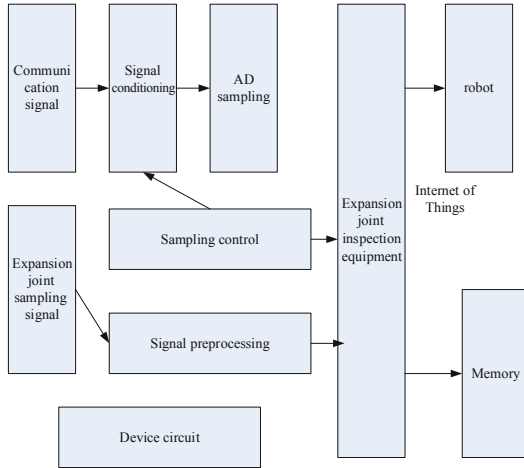 Communi
cation
signal
Signal
conditioning
AD
sampling
robot
Internet of
Things
Expansion
joint
inspection
equipment
Sampling control
Expansion
joint
sampling
signal
Signal preprocessing
Memory
Device circuit